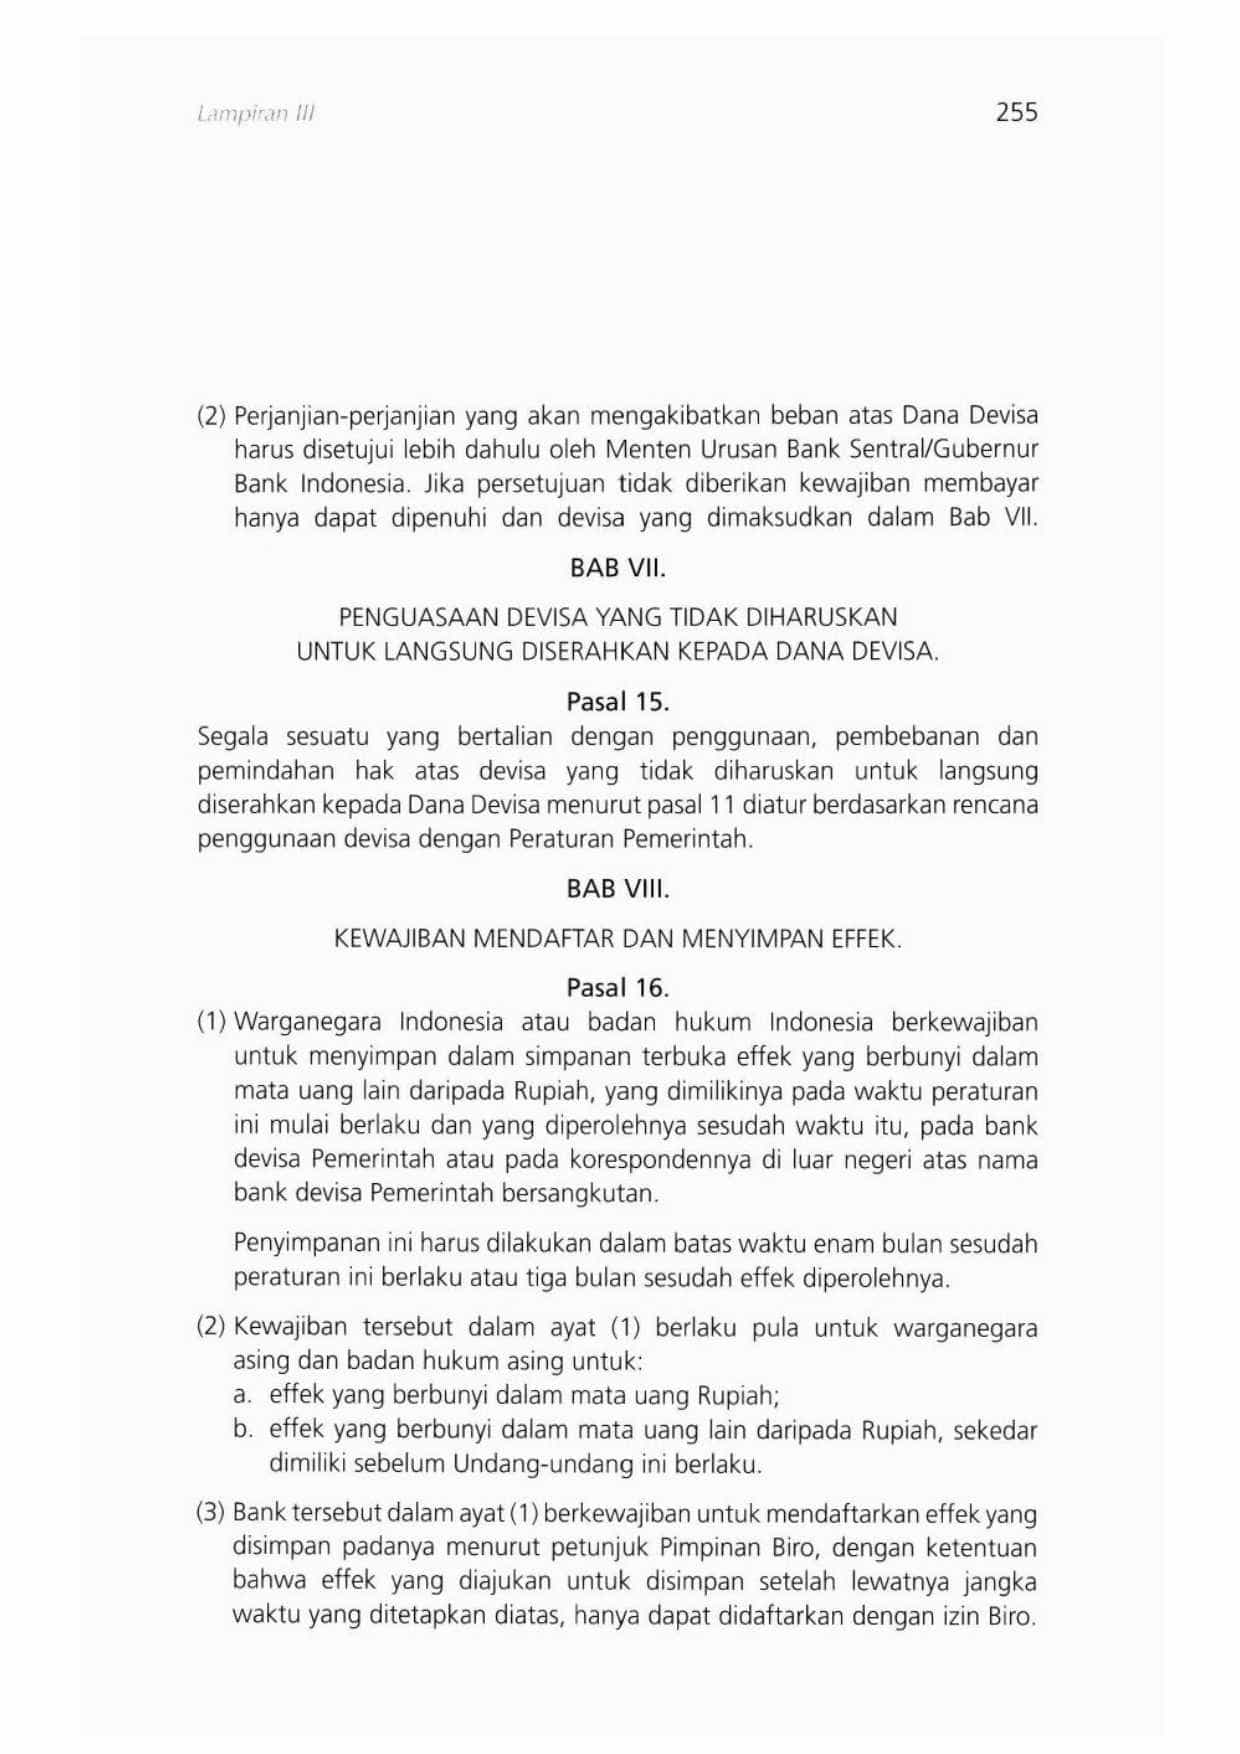 Lampiran III 255
(2) Perjanjian-perjanjian yang akan mengakibatkan beban atas Dana Devisa
harus disetujui lebih dahulu oleh Menten Urusan Bank Sentral/Gubernur
Bank Indonesia. Jika persetujuan tidak diberikan kewajiban membayar
hanya dapat dipenuhi dan devisa yang dimaksudkan dalam Bab VII.
BAB VII.
PENGUASAAN DEVISA YANG TIDAK DIHARUSKAN
UNTUK LANGSUNG DISERAHKAN KEPADA DANA DEVISA.
Pasal 15.
Segala sesuatu yang bertalian dengan penggunaan, pembebanan dan
pemindahan hak atas devisa yang tidak diharuskan untuk langsung
diserahkan kepada Dana Devisa menurut pasal 11 diatur berdasarkan rencana
penggunaan devisa dengan Peraturan Pemerintah.
BAB VIII.
KEWAJIBAN MENDAFTAR DAN MENYIMPAN EFFEK.
Pasal 16.
(1) Warganegara Indonesia atau badan hukum Indonesia berkewajiban
untuk menyimpan dalam simpanan terbuka effek yang berbunyi dalam
mata uang lain daripada Rupiah, yang dimilikinya pada waktu peraturan
ini mulai berlaku dan yang diperolehnya sesudah waktu itu, pada bank
devisa Pemerintah atau pada korespondennya di luar negeri atas nama
bank devisa Pemerintah bersangkutan.
Penyimpanan ini harus dilakukan dalam batas waktu enam bulan sesudah
peraturan ini berlaku atau tiga bulan sesudah effek diperolehnya.
(2) Kewajiban tersebut dalam ayat (1) berlaku pula untuk warganegara
asing dan badan hukum asing untuk:
a. effek yang berbunyi dalam mata uang Rupiah;
b. effek yang berbunyi dalam mata uang lain daripada Rupiah, sekedar
dimiliki sebelum Undang-undang ini berlaku.
(3) Bank tersebut dalam ayat (1) berkewajiban untuk mendaftarkan effek yang
disimpan padanya menurut petunjuk Pimpinan Biro, dengan ketentuan
bahwa effek yang diajukan untuk disimpan setelah lewatnya jangka
waktu yang ditetapkan diatas, hanya dapat didaftarkan dengan izin Biro.